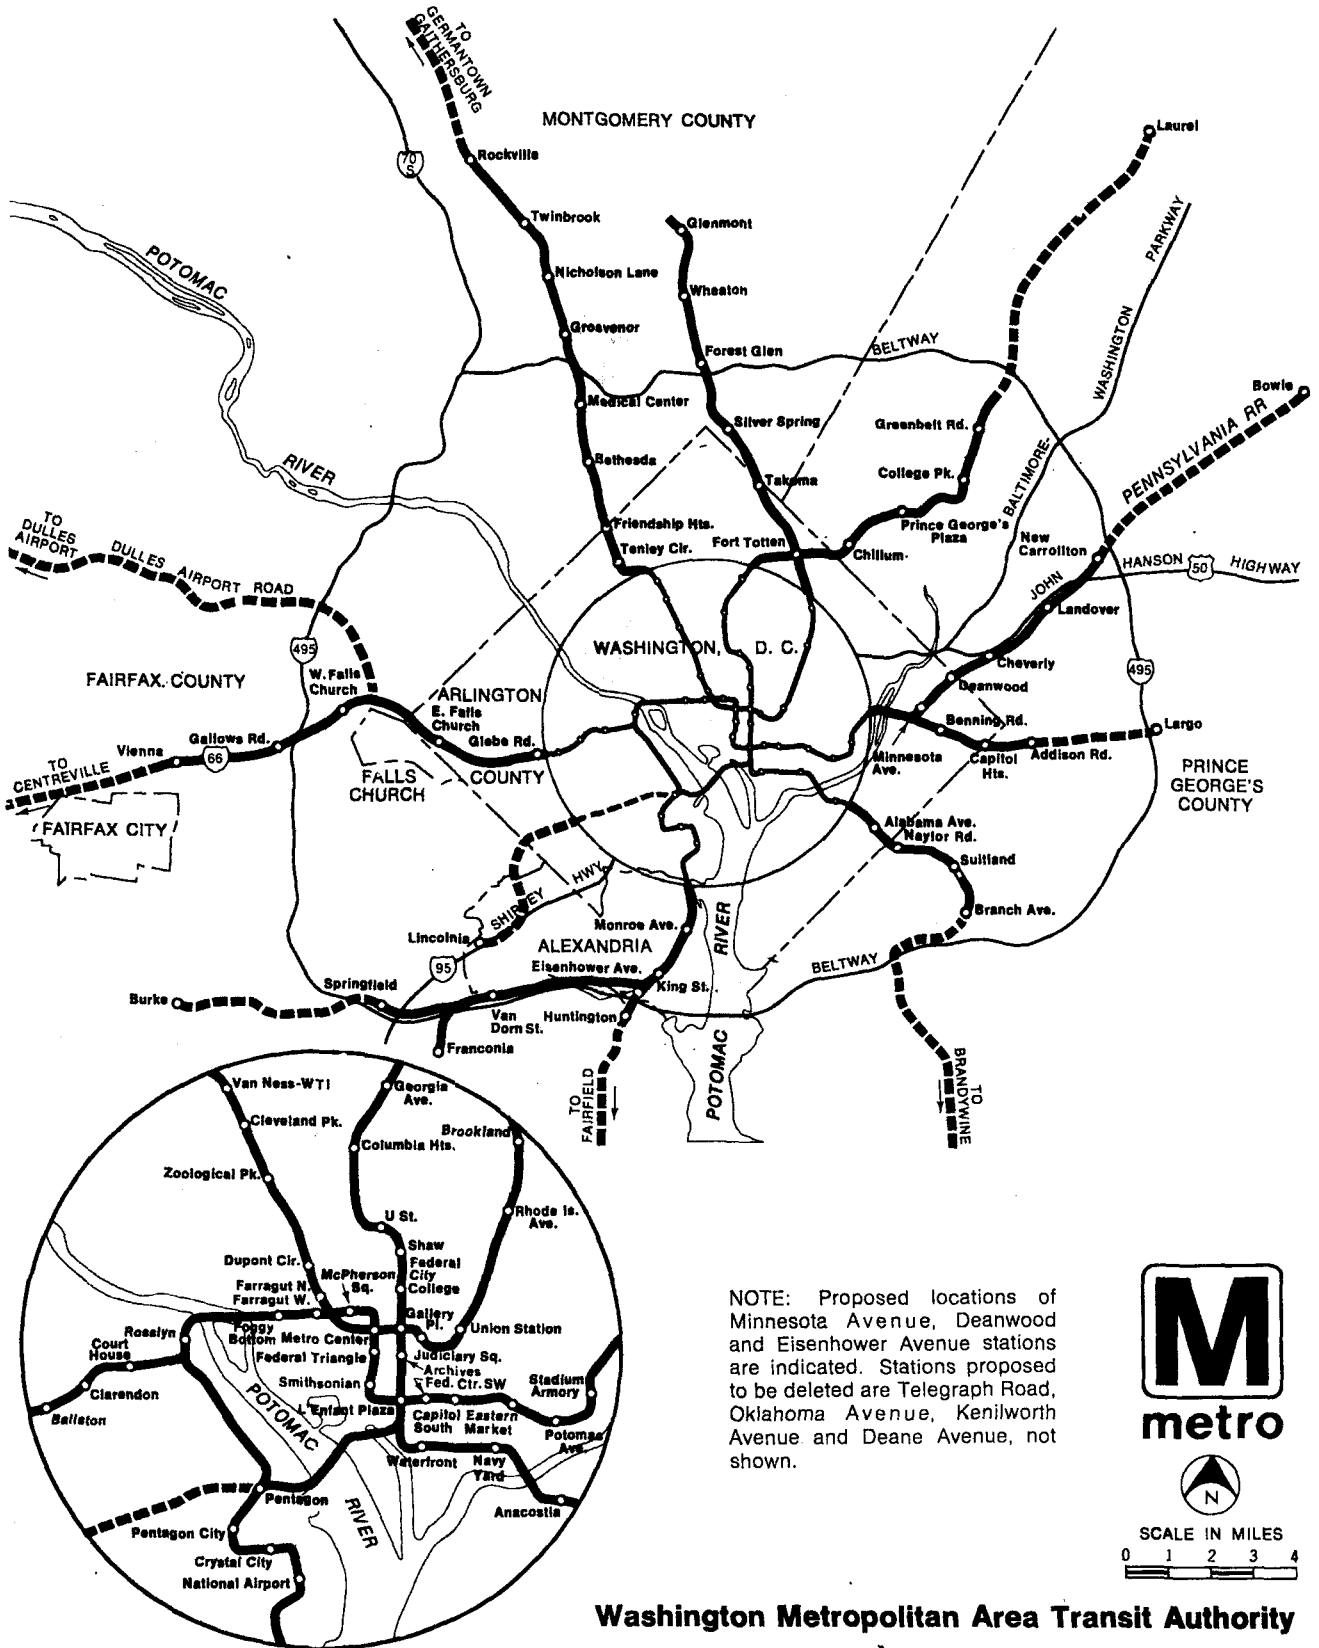 TO
GERMANTOWN
GAITHERSBURG
MONTGOMERY COUNTY
Laurel
Rockville
70
S
Twinbrook
Glenmont
PARKWAY
POTOMAC
Nicholson Lane
Wheaton
Grosvenor
Forest Glen
BELTWAY
WASHINGTON
Bowie
Medical Center
PENNSYLVANIA RR
Silver Spring
Greenbelt Rd.
RIVER
Bethesda
College Pk.
BALTIMORE-
Takoma
TO
DULLES
AIRPORT
DULLES AIRPORT ROAD
Friendship Hts.
Prince George's
Plaza
New
Carrollton
Tenley Cir.
Fort Totten
Chillum
JOHN
HANSON
50
HIGHWAY
Landover
495
WASHINGTON, D. C.
Cheverly
495
FAIRFAX COUNTY
W. Falls
Church
ARLINGTON
Deanwood
E. Falls
Church
Benning Rd.
Largo
Gallows Rd.
Glebe Rd.
Vienna
66
Minnesota
Ave.
Capitol
Hts.
Addison Rd.
TO
CENTREVILLE
FALLS
CHURCH
COUNTY
PRINCE
GEORGE'S
COUNTY
FAIRFAX CITY
Alabama Ave.
Naylor Rd.
Suitland
SHIRLEY HWY
Branch Ave.
Monroe Ave.
RIVER
Lincolnia
ALEXANDRIA
95
Eisenhower Ave.
BELTWAY
Springfield
King St.
Burke
Van
Dorn St.
Huntington
Franconia
POTOMAC
TO
FAIRFIELD
TO
BRANDYWINE
Van Ness-WTI
Georgia
Ave.
Cleveland Pk.
Brookland
Columbia Hts.
Zoological Pk.
U St.
Rhode Is.
Ave.
Shaw
Dupont Cir.
McPherson
Sq.
Federal
City
College
Farragut N.
Farragut W.
Gallery
Pl.
Rosslyn
Foggy
Bottom
Metro Center
Union Station
Court
House
Federal Triangle
Judiciary Sq.
Archives
Clarendon
Smithsonian
Fed. Ctr. SW
Stadium
Armory
Ballston
POTOMAC
L'Enfant Plaza
Capitol
South
Eastern
Market
Potomac
Ave.
Waterfront
Navy
Yard
Pentagon
RIVER
Anacostia
Pentagon City
Crystal City
National Airport
NOTE: Proposed locations of
Minnesota Avenue, Deanwood
and Eisenhower Avenue stations
are indicated. Stations proposed
to be deleted are Telegraph Road,
Oklahoma Avenue, Kenilworth
Avenue and Deane Avenue, not
shown.
M
metro
N
SCALE IN MILES
0 1 2 3 4
Washington Metropolitan Area Transit Authority